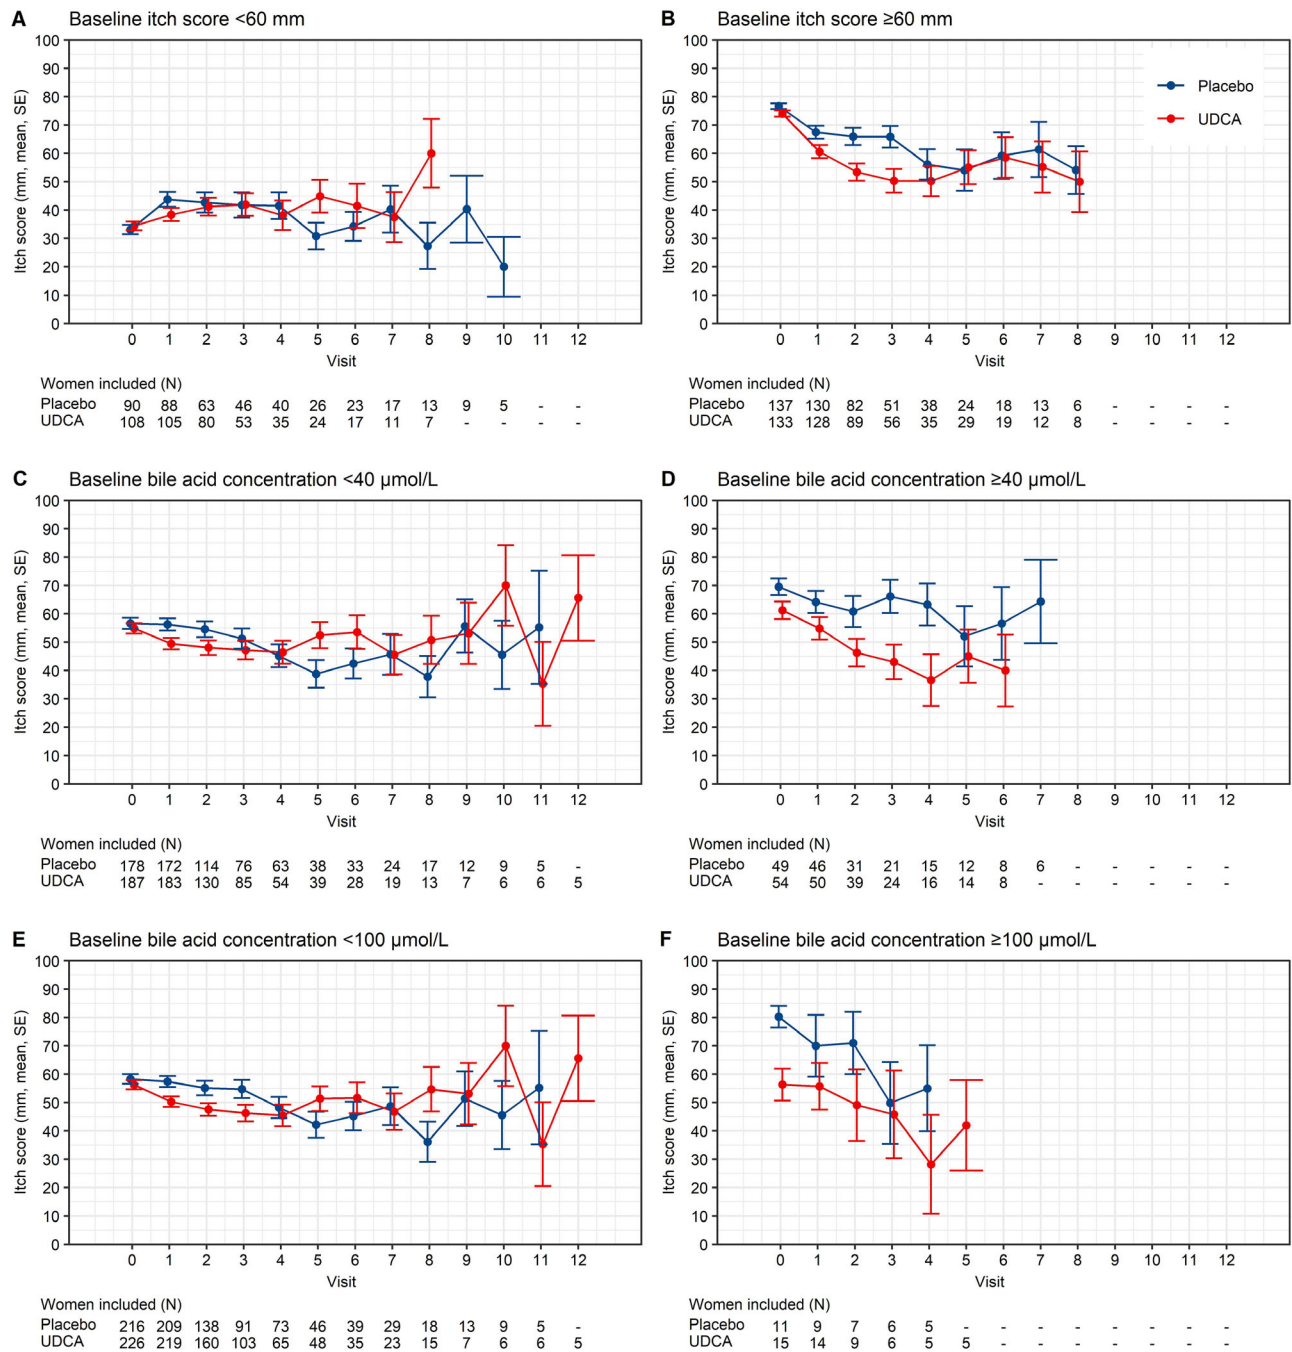 A Baseline itch score <60 mm
100
90
80
70
60
50
40
30
20
10
0
Itch score (mm, mean, SE)
0 1 2 3 4 5 6 7 8 9 10 11 12
Visit
Women included (N)
Placebo 90 88 63 46 40 26 23 17 13 9 5 - -
UDCA 108 105 80 53 35 24 17 11 7 - - - -
B Baseline itch score ≥60 mm
100
90
80
70
60
50
40
30
20
10
0
Itch score (mm, mean, SE)
Placebo
UDCA
0 1 2 3 4 5 6 7 8 9 10 11 12
Visit
Women included (N)
Placebo 137 130 82 51 38 24 18 13 6 - - - -
UDCA 133 128 89 56 35 29 19 12 8 - - - -
C Baseline bile acid concentration <40 µmol/L
100
90
80
70
60
50
40
30
20
10
0
Itch score (mm, mean, SE)
0 1 2 3 4 5 6 7 8 9 10 11 12
Visit
Women included (N)
Placebo 178 172 114 76 63 38 33 24 17 12 9 5 -
UDCA 187 183 130 85 54 39 28 19 13 7 6 6 5
D Baseline bile acid concentration ≥40 µmol/L
100
90
80
70
60
50
40
30
20
10
0
Itch score (mm, mean, SE)
0 1 2 3 4 5 6 7 8 9 10 11 12
Visit
Women included (N)
Placebo 49 46 31 21 15 12 8 6 - - - - -
UDCA 54 50 39 24 16 14 8 - - - - - -
E Baseline bile acid concentration <100 µmol/L
100
90
80
70
60
50
40
30
20
10
0
Itch score (mm, mean, SE)
0 1 2 3 4 5 6 7 8 9 10 11 12
Visit
Women included (N)
Placebo 216 209 138 91 73 46 39 29 18 13 9 5 -
UDCA 226 219 160 103 65 48 35 23 15 7 6 6 5
F Baseline bile acid concentration ≥100 µmol/L
100
90
80
70
60
50
40
30
20
10
0
Itch score (mm, mean, SE)
0 1 2 3 4 5 6 7 8 9 10 11 12
Visit
Women included (N)
Placebo 11 9 7 6 5 - - - - - - - -
UDCA 15 14 9 6 5 5 - - - - - - -